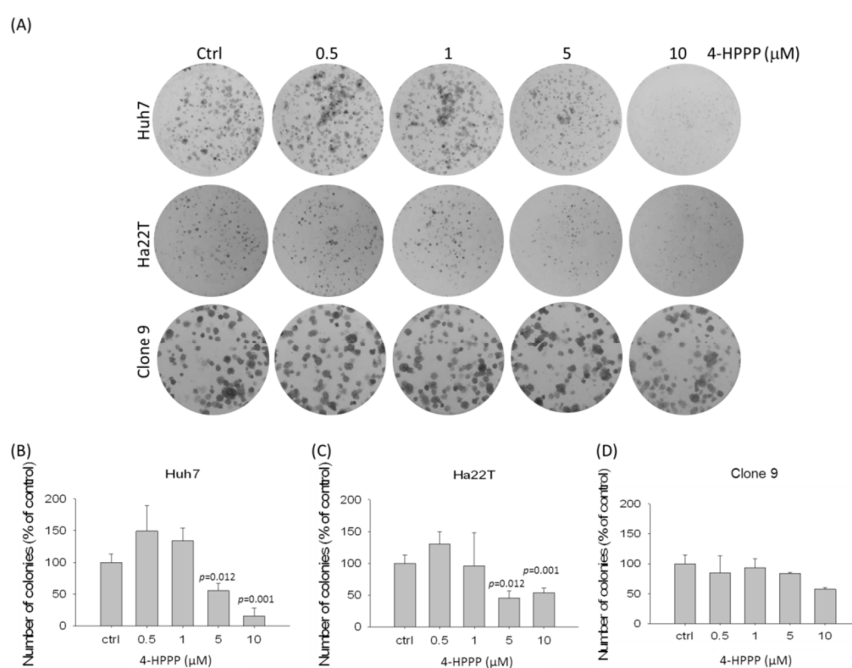 (A)
Ctrl 0.5 1 5 10 4-HPPP (μM)
Huh7
Ha22T
Clone 9
(B)
Huh7
Number of colonies (% of control)
200
150
100
50
0
p=0.012
p=0.001
ctrl 0.5 1 5 10
4-HPPP (μM)
(C)
Ha22T
Number of colonies (% of control)
200
150
100
50
0
p=0.012
p=0.001
ctrl 0.5 1 5 10
4-HPPP (μM)
(D)
Clone 9
Number of colonies (% of control)
200
150
100
50
0
ctrl 0.5 1 5 10
4-HPPP (μM)